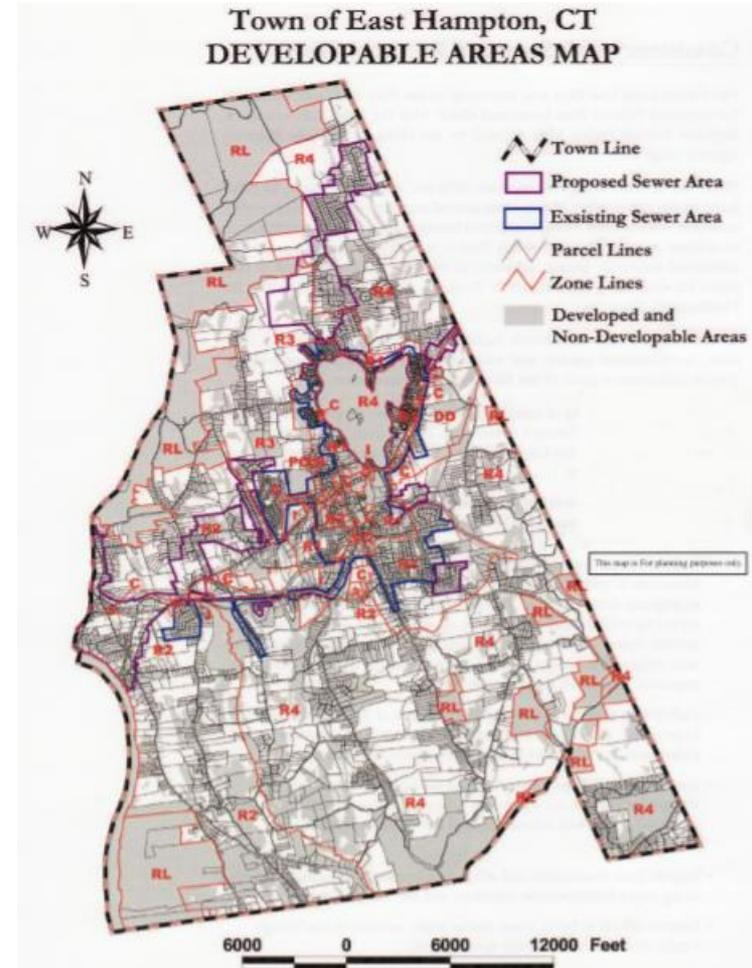 Town of East Hampton, CT
DEVELOPABLE AREAS MAP
N
W E
S
Town Line
Proposed Sewer Area
Exsisting Sewer Area
Parcel Lines
Zone Lines
Developed and
Non-Developable Areas
RL
R4
RL
R4
R3
C
R4
C
DD
RL
R3
RL
R4
R2
C
C
C
This map is For planning purposes only.
RL
R2
R2
R4
RL
RL
R4
R4
RL
RL
RL
R4
RL
R2
R4
RL
6000 0 6000 12000 Feet